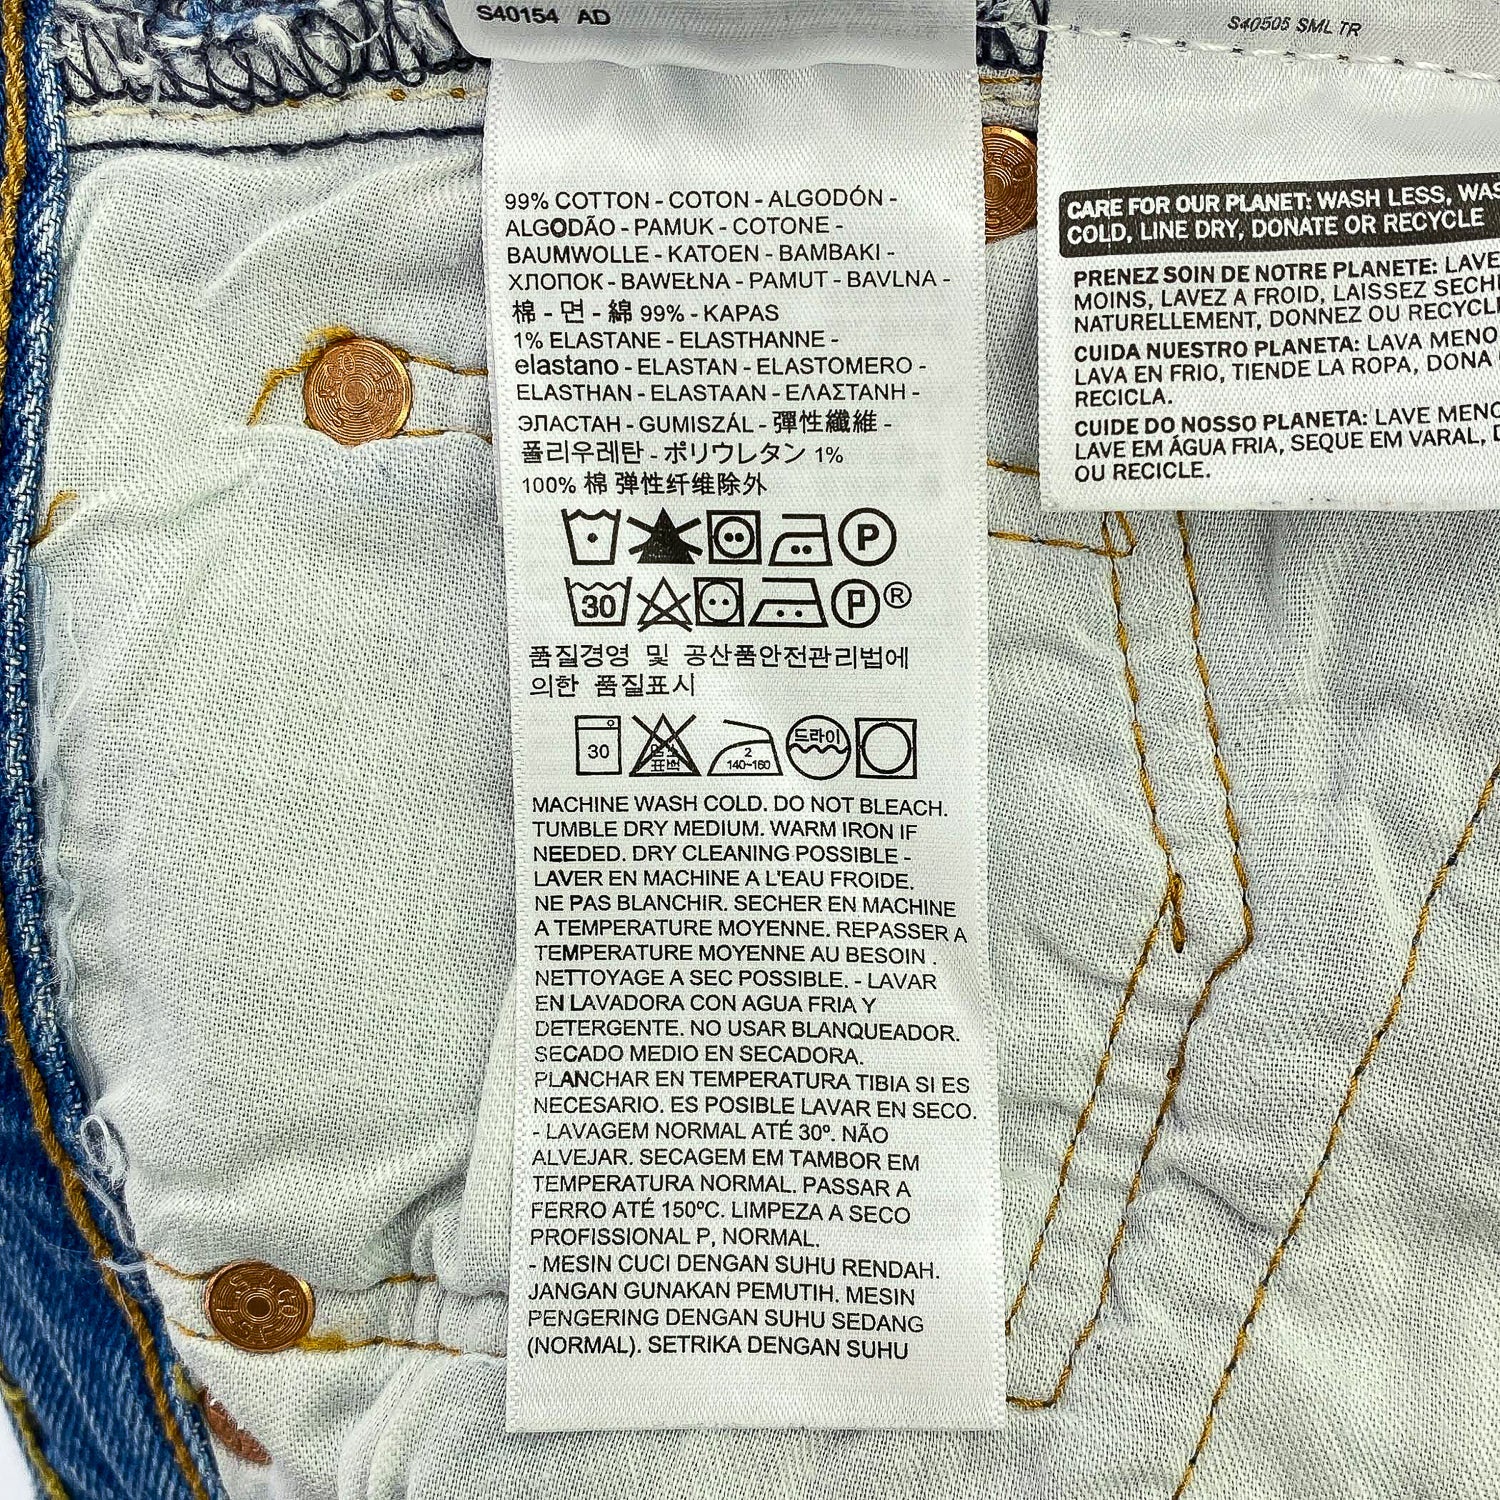 S40154 AD
99% COTTON - COTON - ALGODÓN -
ALGODÃO - PAMUK - COTONE -
BAUMWOLLE - KATOEN - BAMBAKI -
ХЛОПОК - BAWEŁNA - PAMUT - BAVLNA -
棉 - 면 - 綿 99% - KAPAS
1% ELASTANE - ELASTHANNE -
elastano - ELASTAN - ELASTOMERO -
ELASTHAN - ELASTAAN - ΕΛΑΣΤΑΝΗ -
ЭЛАСТАН - GUMISZÁL - 彈性纖維 -
폴리우레탄 - ポリウレタン 1%
100% 棉 弹性纤维除外
P
30 P ®
품질경영 및 공산품안전관리법에
의한 품질표시
30 2 140~160 드라이
MACHINE WASH COLD. DO NOT BLEACH.
TUMBLE DRY MEDIUM. WARM IRON IF
NEEDED. DRY CLEANING POSSIBLE -
LAVER EN MACHINE A L'EAU FROIDE.
NE PAS BLANCHIR. SECHER EN MACHINE
A TEMPERATURE MOYENNE. REPASSER A
TEMPERATURE MOYENNE AU BESOIN .
NETTOYAGE A SEC POSSIBLE. - LAVAR
EN LAVADORA CON AGUA FRIA Y
DETERGENTE. NO USAR BLANQUEADOR.
SECADO MEDIO EN SECADORA.
PLANCHAR EN TEMPERATURA TIBIA SI ES
NECESARIO. ES POSIBLE LAVAR EN SECO.
- LAVAGEM NORMAL ATÉ 30º. NÃO
ALVEJAR. SECAGEM EM TAMBOR EM
TEMPERATURA NORMAL. PASSAR A
FERRO ATÉ 150ºC. LIMPEZA A SECO
PROFISSIONAL P, NORMAL.
- MESIN CUCI DENGAN SUHU RENDAH.
JANGAN GUNAKAN PEMUTIH. MESIN
PENGERING DENGAN SUHU SEDANG
(NORMAL). SETRIKA DENGAN SUHU
S40505 SML TR
CARE FOR OUR PLANET: WASH LESS, WAS
COLD, LINE DRY, DONATE OR RECYCLE
PRENEZ SOIN DE NOTRE PLANETE: LAVE
MOINS, LAVEZ A FROID, LAISSEZ SECH
NATURELLEMENT, DONNEZ OU RECYCL
CUIDA NUESTRO PLANETA: LAVA MENO
LAVA EN FRIO, TIENDE LA ROPA, DONA
RECICLA.
CUIDE DO NOSSO PLANETA: LAVE MENO
LAVE EM ÁGUA FRIA, SEQUE EM VARAL,
OU RECICLE.